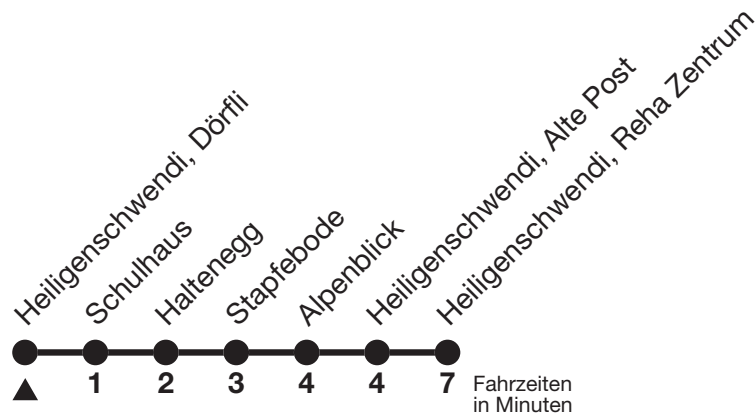 Heiligenschwendi, Dörfli
Schulhaus
Haltenegg
Stapfebode
Alpenblick
Heiligenschwendi, Alte Post
Heiligenschwendi, Reha Zentrum
1 2 3 4 4 7 Fahrzeiten
in Minuten